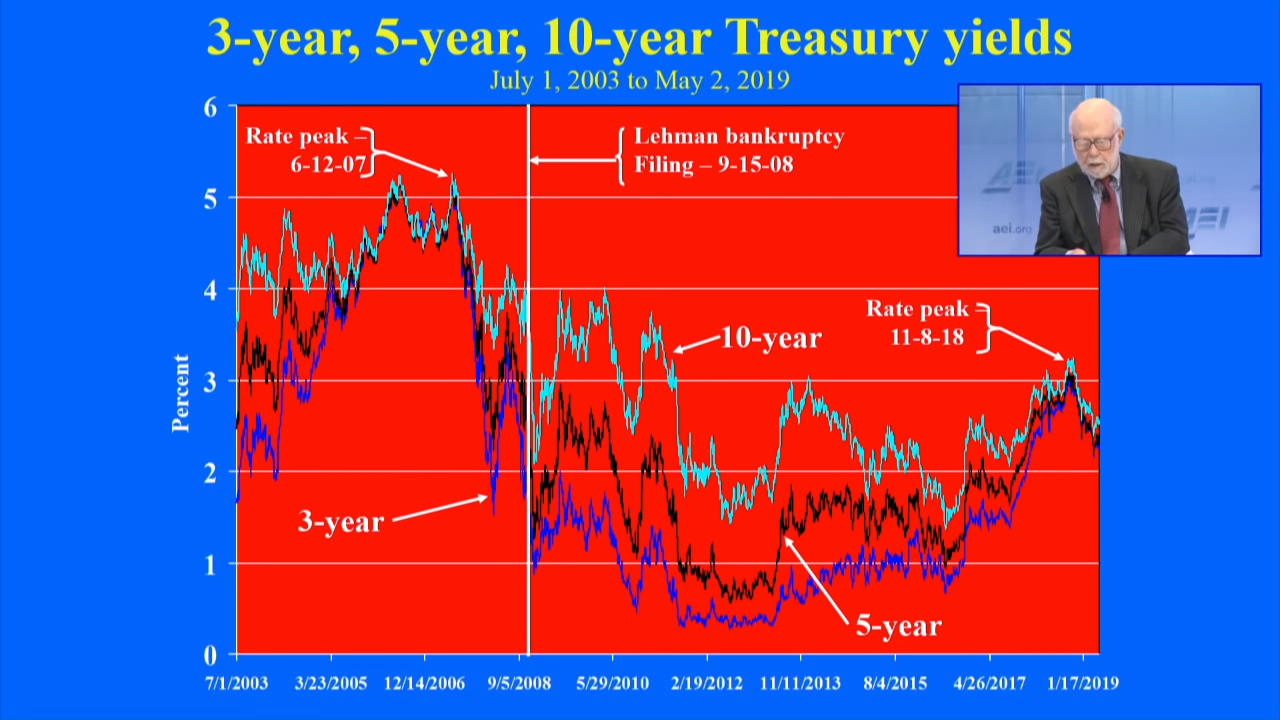 3-year, 5-year, 10-year Treasury yields
July 1, 2003 to May 2, 2019
6
5
4
3
2
1
0
Percent
Rate peak –
6-12-07
Lehman bankruptcy
Filing – 9-15-08
AEI
aei.org
AEI
Rate peak –
11-8-18
10-year
3-year
5-year
7/1/2003 3/23/2005 12/14/2006 9/5/2008 5/29/2010 2/19/2012 11/11/2013 8/4/2015 4/26/2017 1/17/2019